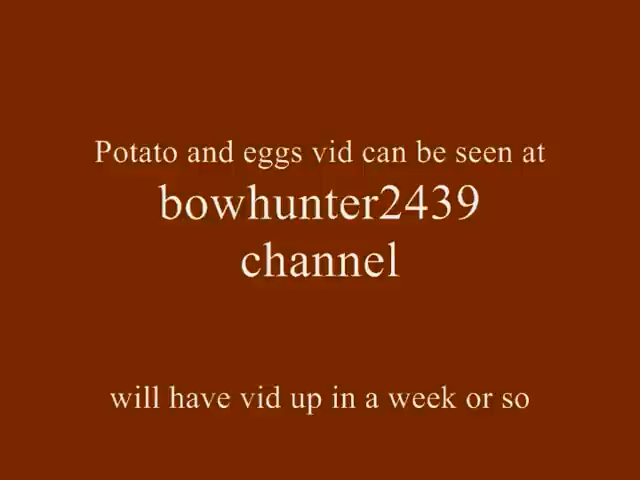 Potato and eggs vid can be seen at
bowhunter2439
channel
will have vid up in a week or so